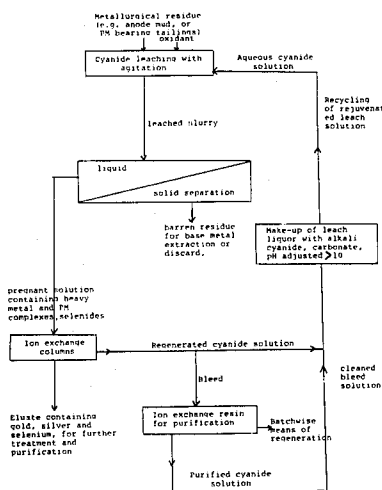 Metallurgical residue
(e.g. anode mud, or
PM bearing tailings)
oxidant
Cyanide leaching with
agitation
Aqueous cyanide
solution
Recycling
of rejuvenat
ed leach
solution
leached slurry
liquid
solid separation
barren residue
for base metal
extraction or
discard.
Make-up of leach
liquor with alkali
cyanide, carbonate,
pH adjusted >10
pregnant solution
containing heavy
metal and PM
complexes, selenides
Ion exchange
columns
Regenerated cyanide solution
cleaned
bleed
solution
Bleed
Eluate containing
gold, silver and
selenium, for further
treatment and
purification
Ion exchange resin
for purification
Batchwise
means of
regeneration
Purified cyanide
solution